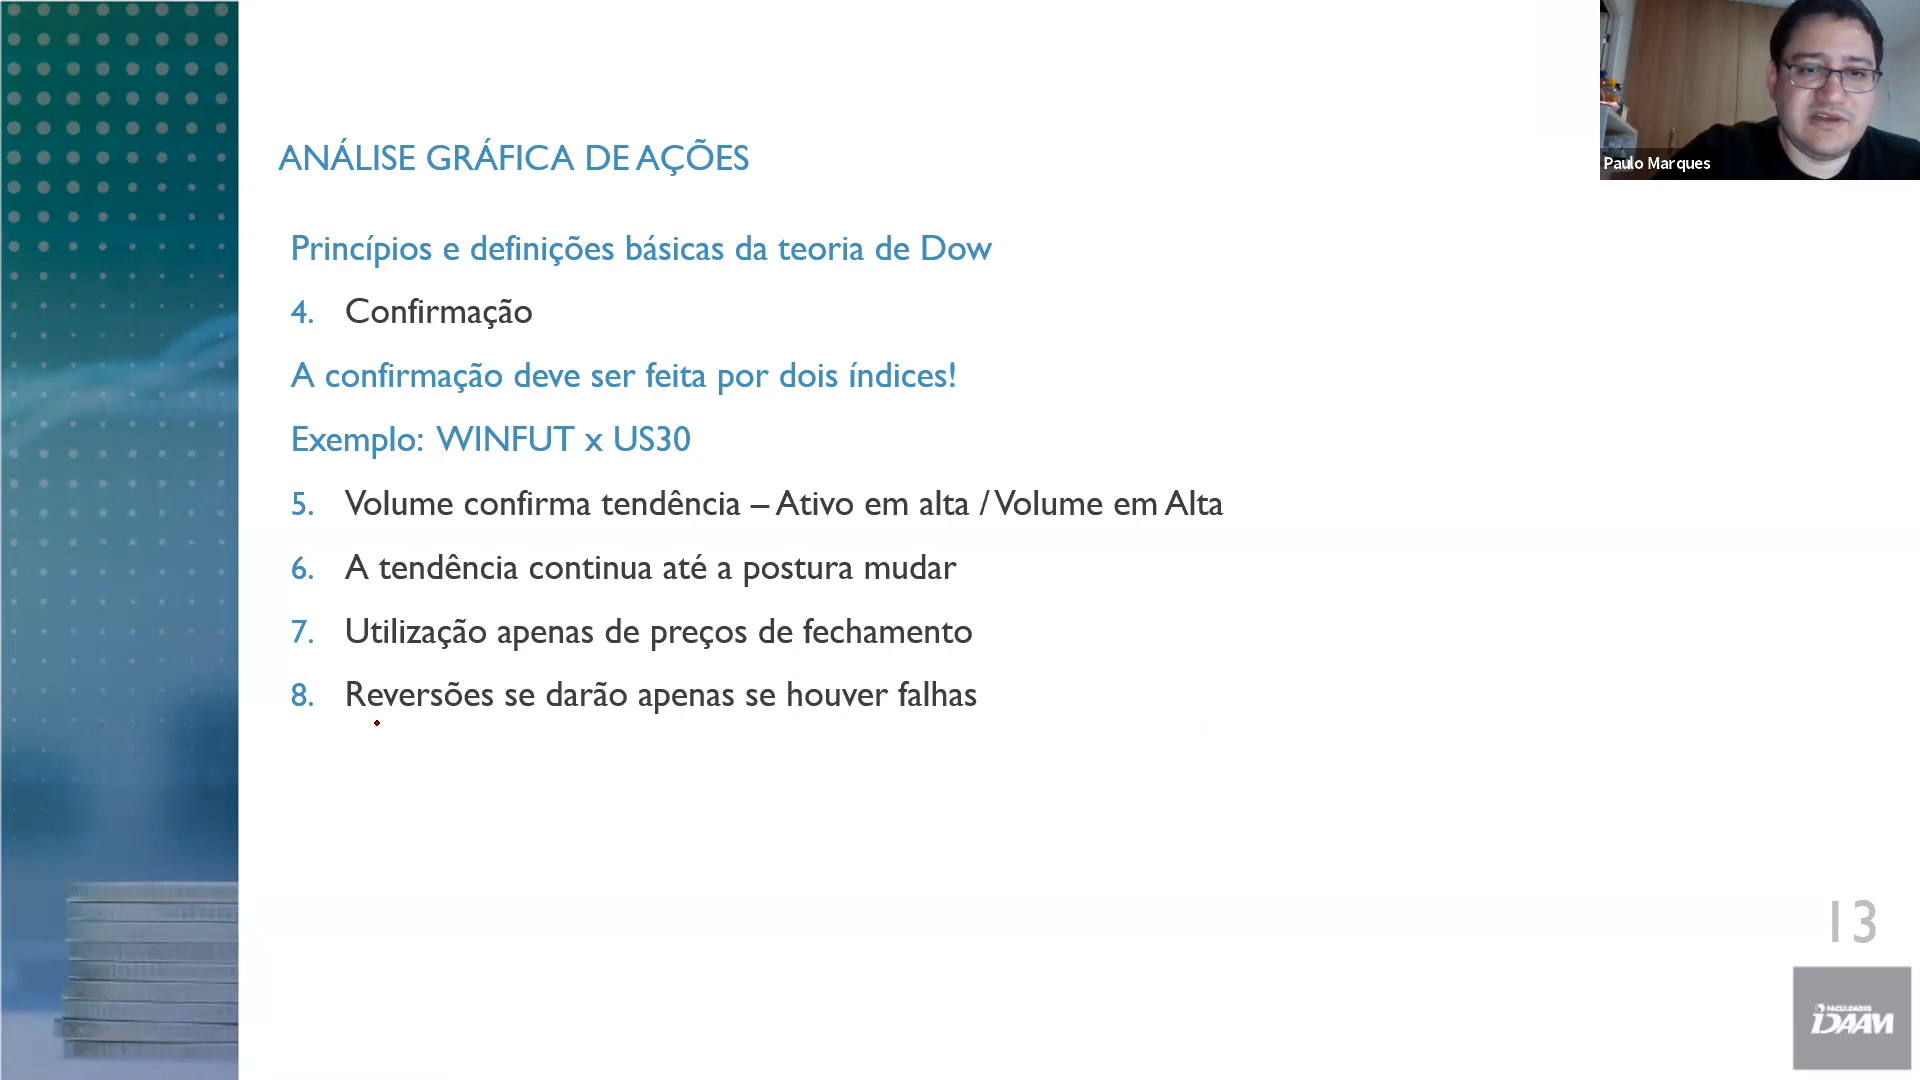 Paulo Marques
ANÁLISE GRÁFICA DE AÇÕES
Princípios e definições básicas da teoria de Dow
4. Confirmação
A confirmação deve ser feita por dois índices!
Exemplo: WINFUT x US30
5. Volume confirma tendência – Ativo em alta / Volume em Alta
6. A tendência continua até a postura mudar
7. Utilização apenas de preços de fechamento
8. Reversões se darão apenas se houver falhas
13
FACULDADES
IDAAM